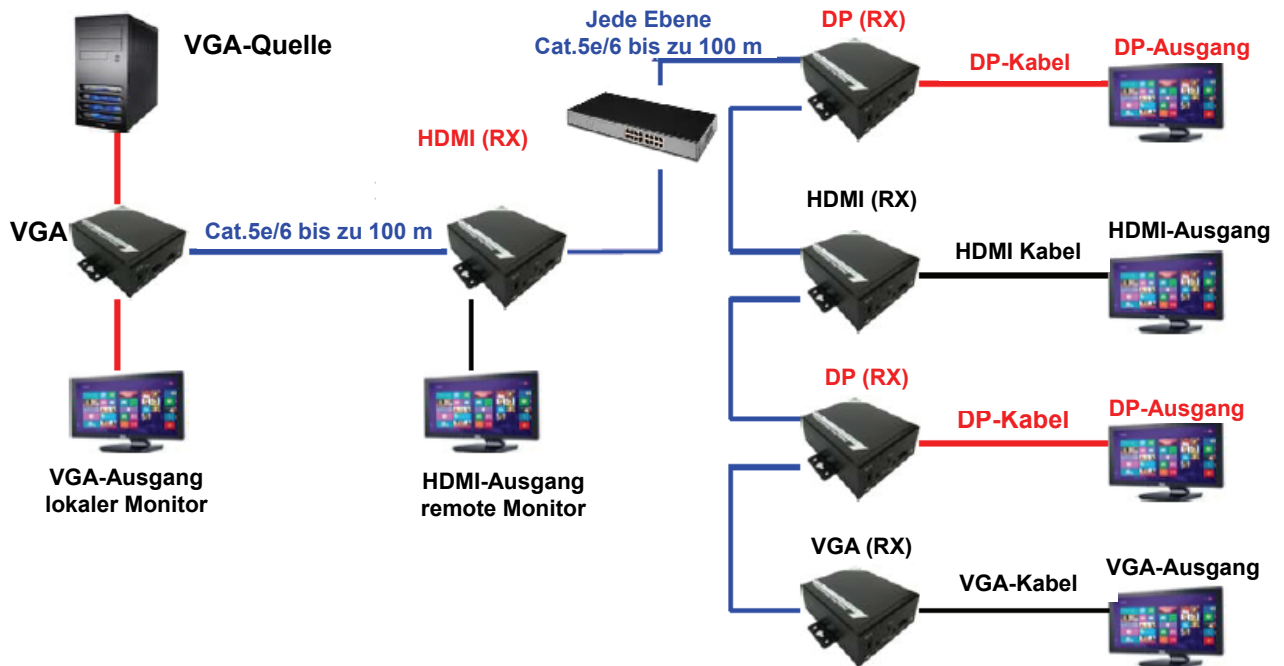 VGA-Quelle
Jede Ebene
Cat.5e/6 bis zu 100 m
DP (RX)
DP-Kabel
DP-Ausgang
HDMI (RX)
VGA
Cat.5e/6 bis zu 100 m
HDMI (RX)
HDMI Kabel
HDMI-Ausgang
DP (RX)
DP-Kabel
DP-Ausgang
VGA-Ausgang
lokaler Monitor
HDMI-Ausgang
remote Monitor
VGA (RX)
VGA-Kabel
VGA-Ausgang